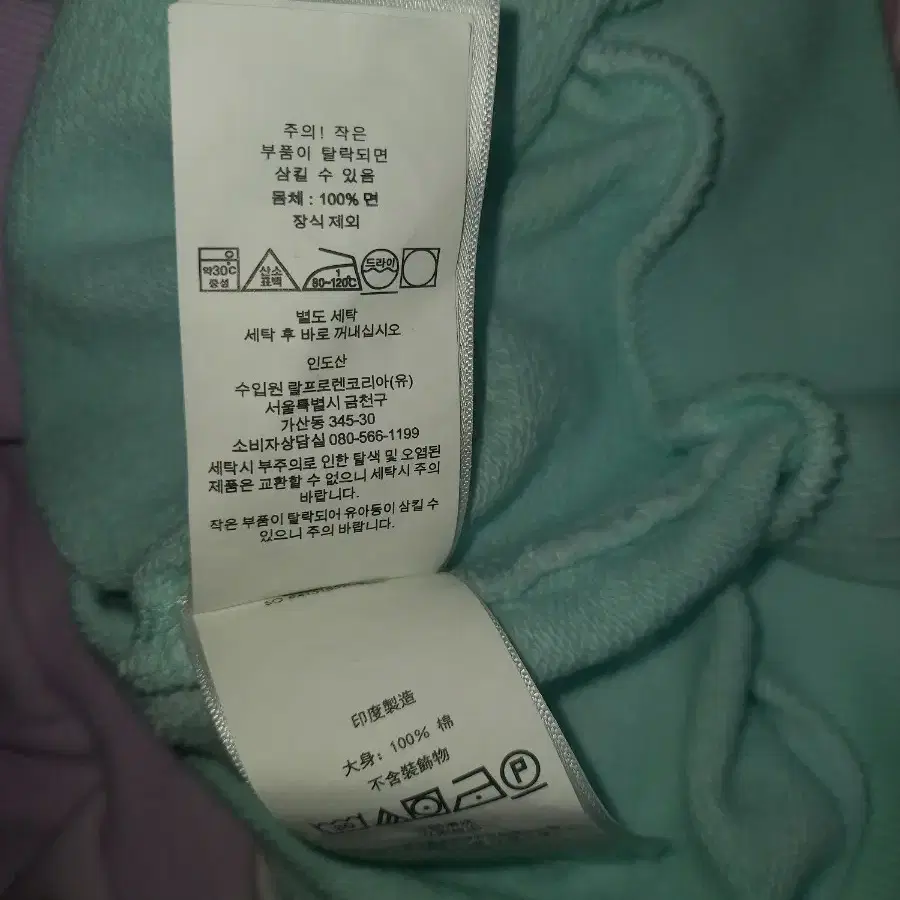 주의! 작은
부품이 탈락되면
삼킬 수 있음
몸체 : 100% 면
장식 제외
약30℃
중성
산소
표백
1
80~120℃
드라이
별도 세탁
세탁 후 바로 꺼내십시오
인도산
수입원 랄프로렌코리아(유)
서울특별시 금천구
가산동 345-30
소비자상담실 080-566-1199
세탁시 부주의로 인한 탈색 및 오염된
제품은 교환할 수 없으니 세탁시 주의
바랍니다.
작은 부품이 탈락되어 유아동이 삼킬 수
있으니 주의 바랍니다.
印度製造
大身: 100% 棉
不含裝飾物
P